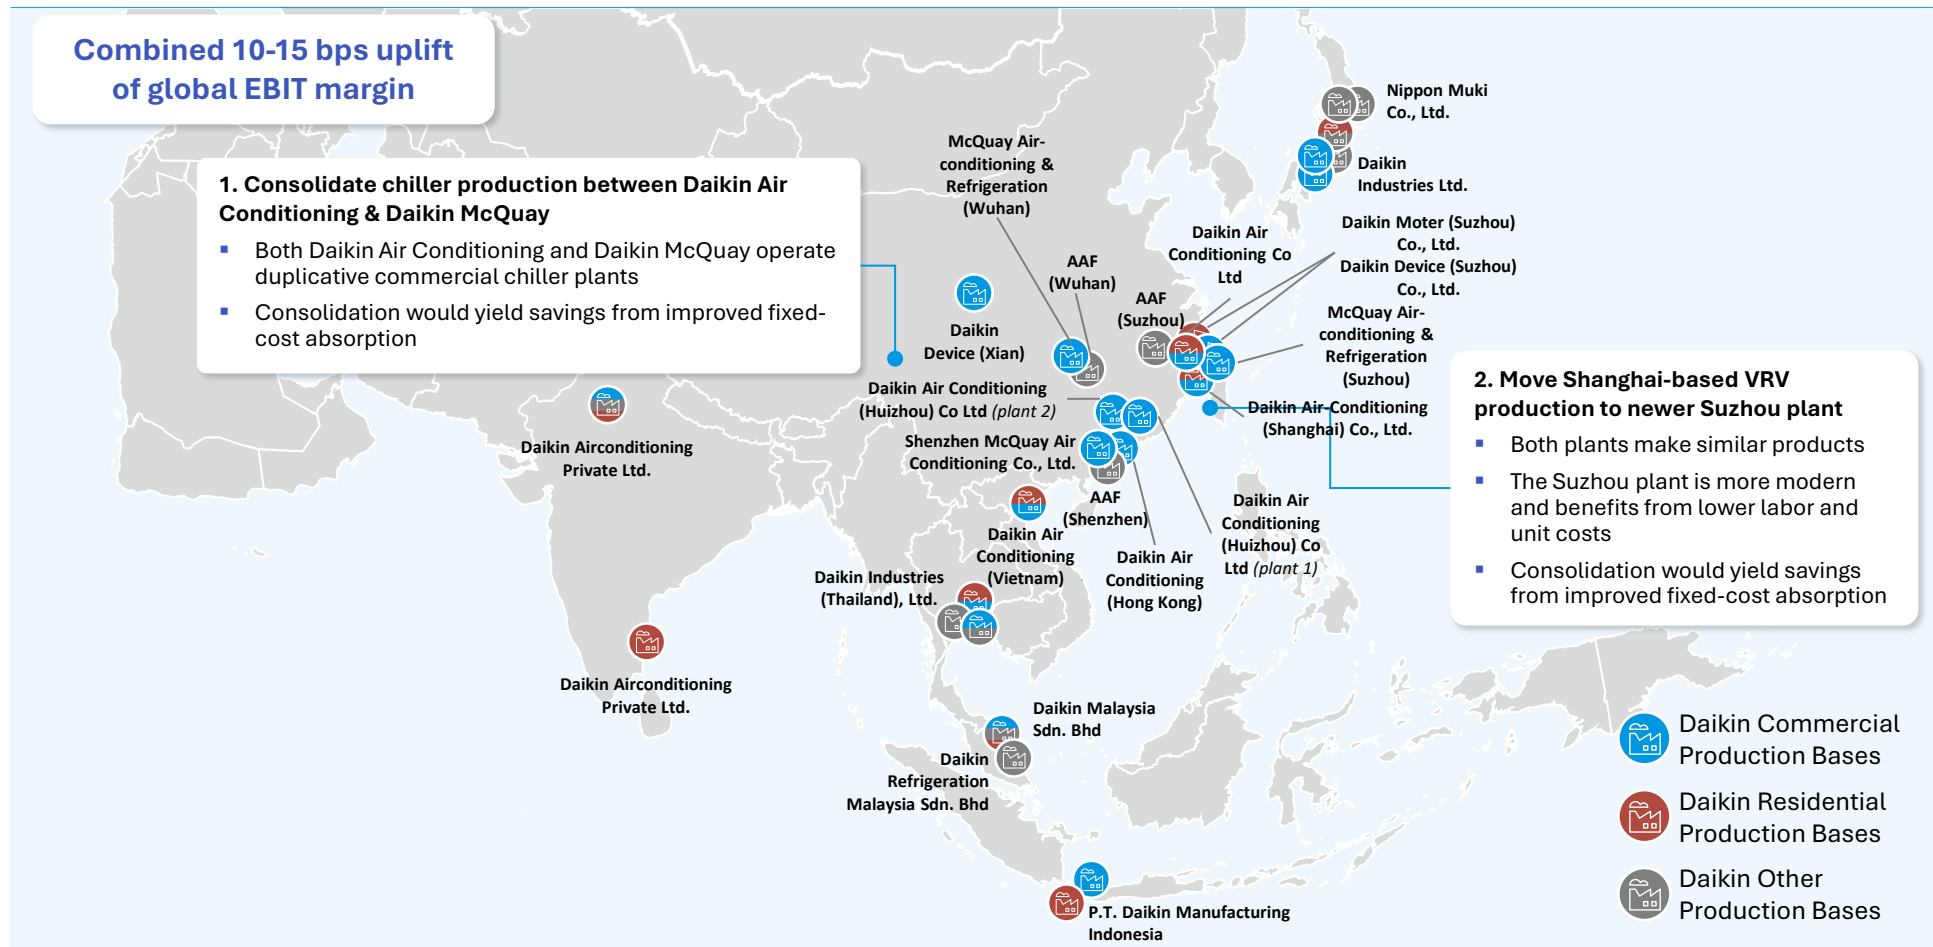 Combined 10-15 bps uplift
of global EBIT margin
1. Consolidate chiller production between Daikin Air
Conditioning & Daikin McQuay
▪ Both Daikin Air Conditioning and Daikin McQuay operate
duplicative commercial chiller plants
▪ Consolidation would yield savings from improved fixed-
cost absorption
McQuay Air-
conditioning &
Refrigeration
(Wuhan)
AAF
(Wuhan)
Daikin
Device (Xian)
AAF
(Suzhou)
Daikin Air
Conditioning Co
Ltd
Nippon Muki
Co., Ltd.
Daikin
Industries Ltd.
Daikin Moter (Suzhou)
Co., Ltd.
Daikin Device (Suzhou)
Co., Ltd.
McQuay Air-
conditioning &
Refrigeration
(Suzhou)
Daikin Air-Conditioning
(Shanghai) Co., Ltd.
Daikin Air Conditioning
(Huizhou) Co Ltd (plant 2)
Shenzhen McQuay Air
Conditioning Co., Ltd.
AAF
(Shenzhen)
Daikin Air
Conditioning
(Huizhou) Co
Ltd (plant 1)
Daikin Air
Conditioning
(Hong Kong)
Daikin Air
Conditioning
(Vietnam)
Daikin Industries
(Thailand), Ltd.
Daikin Airconditioning
Private Ltd.
Daikin Airconditioning
Private Ltd.
Daikin Malaysia
Sdn. Bhd
Daikin
Refrigeration
Malaysia Sdn. Bhd
P.T. Daikin Manufacturing
Indonesia
2. Move Shanghai-based VRV
production to newer Suzhou plant
▪ Both plants make similar products
▪ The Suzhou plant is more modern
and benefits from lower labor and
unit costs
▪ Consolidation would yield savings
from improved fixed-cost absorption
Daikin Commercial
Production Bases
Daikin Residential
Production Bases
Daikin Other
Production Bases